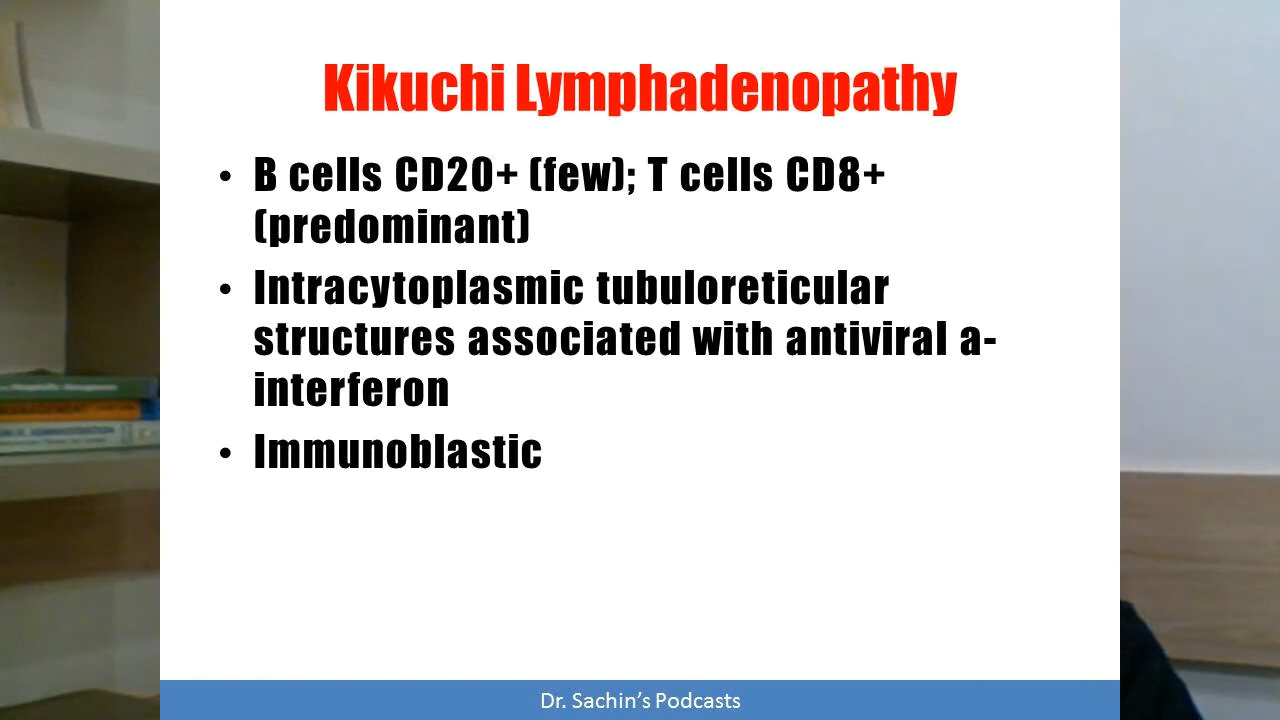 Kikuchi Lymphadenopathy
• B cells CD20+ (few); T cells CD8+
(predominant)
• Intracytoplasmic tubuloreticular
structures associated with antiviral a-
interferon
• Immunoblastic
Dr. Sachin’s Podcasts